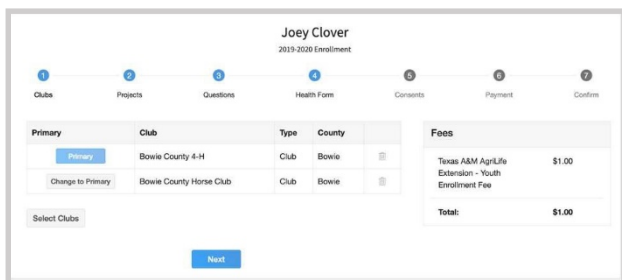 Joey Clover
2019-2020 Enrollment
1 2 3 4 5 6 7
Clubs Projects Questions Health Form Consents Payment Confirm
Primary Club Type County
Primary Bowie County 4-H Club Bowie
Change to Primary Bowie County Horse Club Club Bowie
Select Clubs
Next
Fees
Texas A&M AgriLife $1.00
Extension - Youth
Enrollment Fee
Total: $1.00